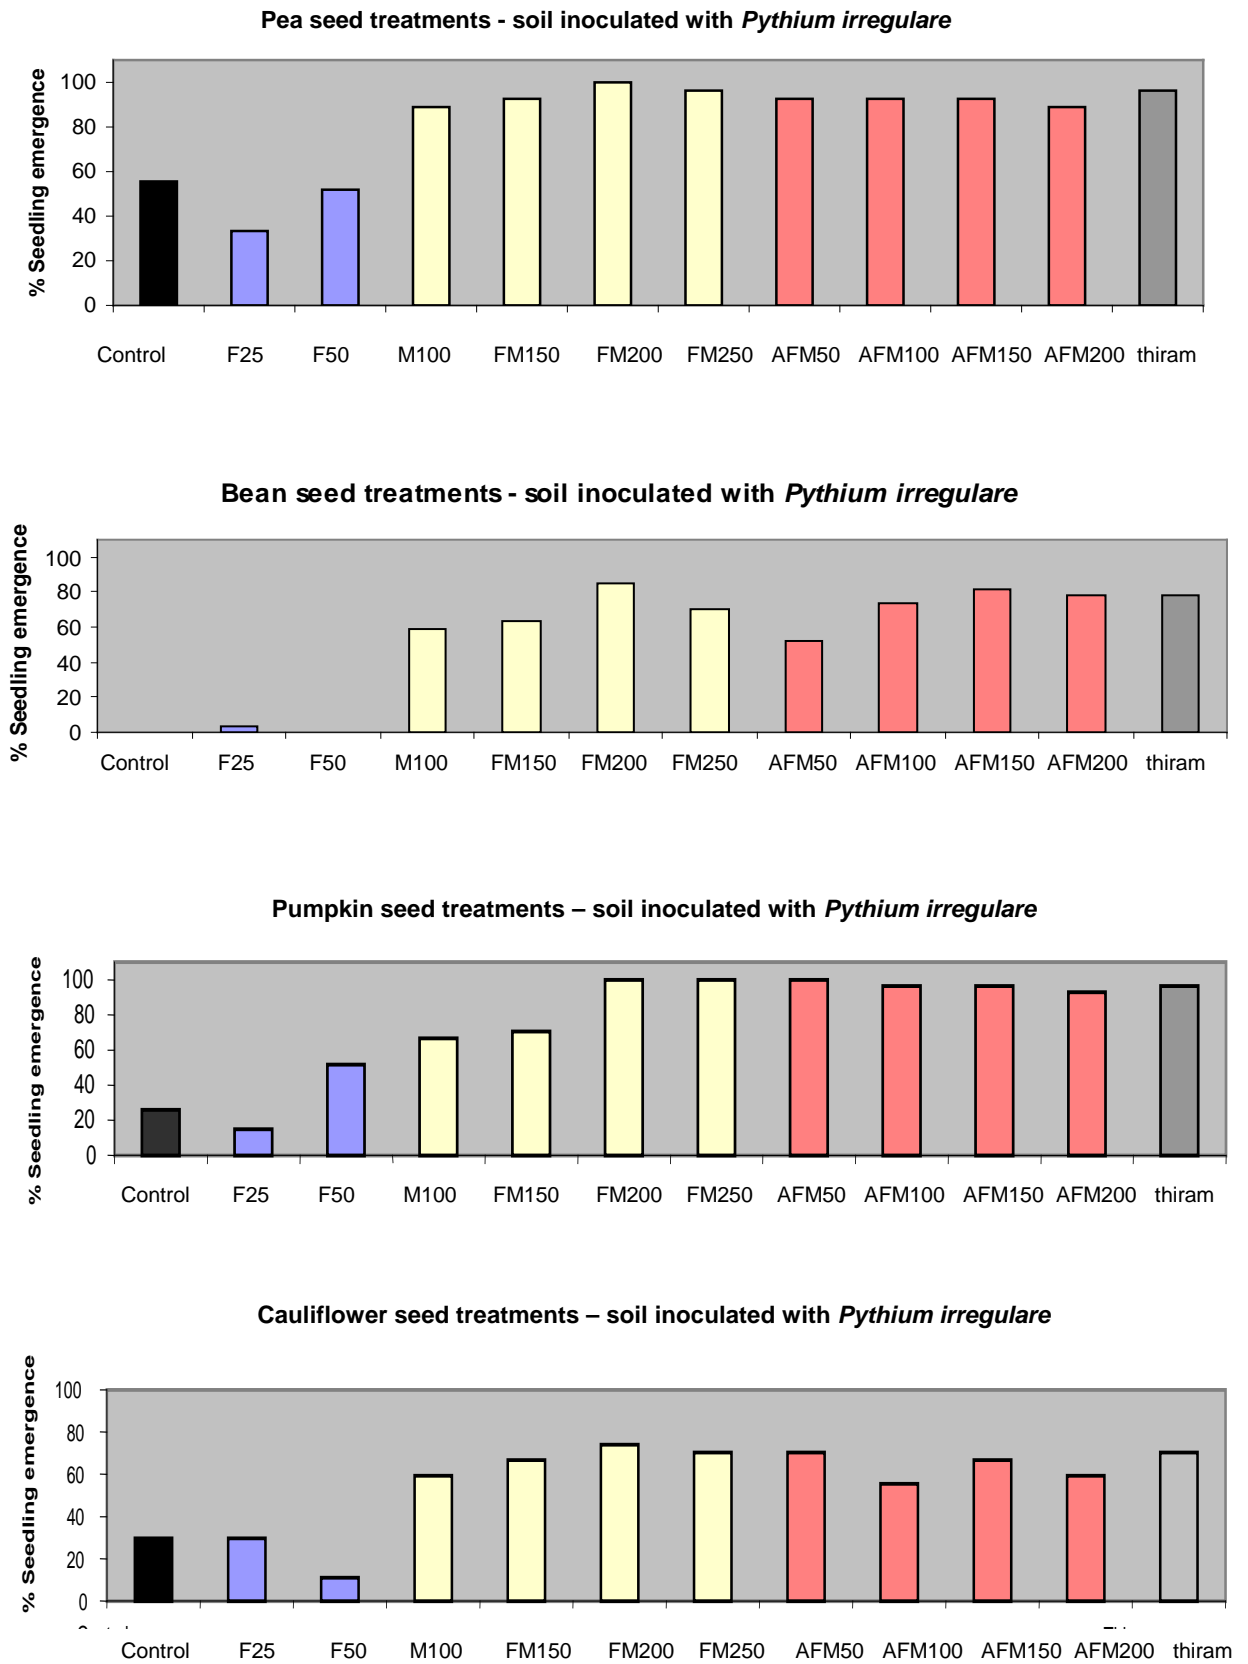 Pea seed treatments - soil inoculated with Pythium irregulare
% Seedling emergence
100
80
60
40
20
0
Control F25 F50 M100 FM150 FM200 FM250 AFM50 AFM100 AFM150 AFM200 thiram
Bean seed treatments - soil inoculated with Pythium irregulare
% Seedling emergence
100
80
60
40
20
0
Control F25 F50 M100 FM150 FM200 FM250 AFM50 AFM100 AFM150 AFM200 thiram
Pumpkin seed treatments – soil inoculated with Pythium irregulare
% Seedling emergence
100
80
60
40
20
0
Control F25 F50 M100 FM150 FM200 FM250 AFM50 AFM100 AFM150 AFM200 thiram
Cauliflower seed treatments – soil inoculated with Pythium irregulare
% Seedling emergence
100
80
60
40
20
0
Control F25 F50 M100 FM150 FM200 FM250 AFM50 AFM100 AFM150 AFM200 thiram